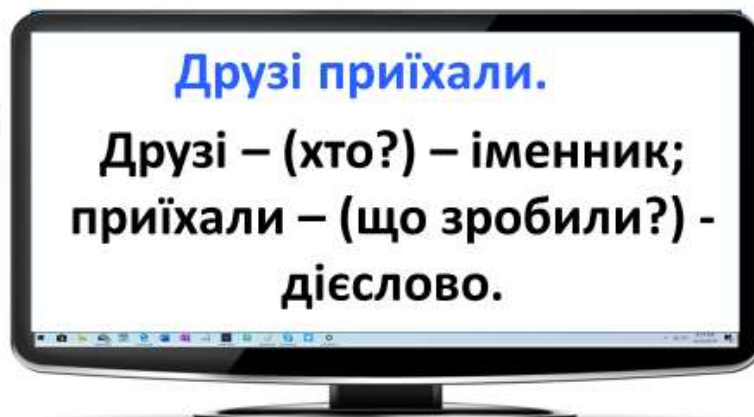 Друзі приїхали.
Друзі – (хто?) – іменник;
приїхали – (що зробили?) -
дієслово.